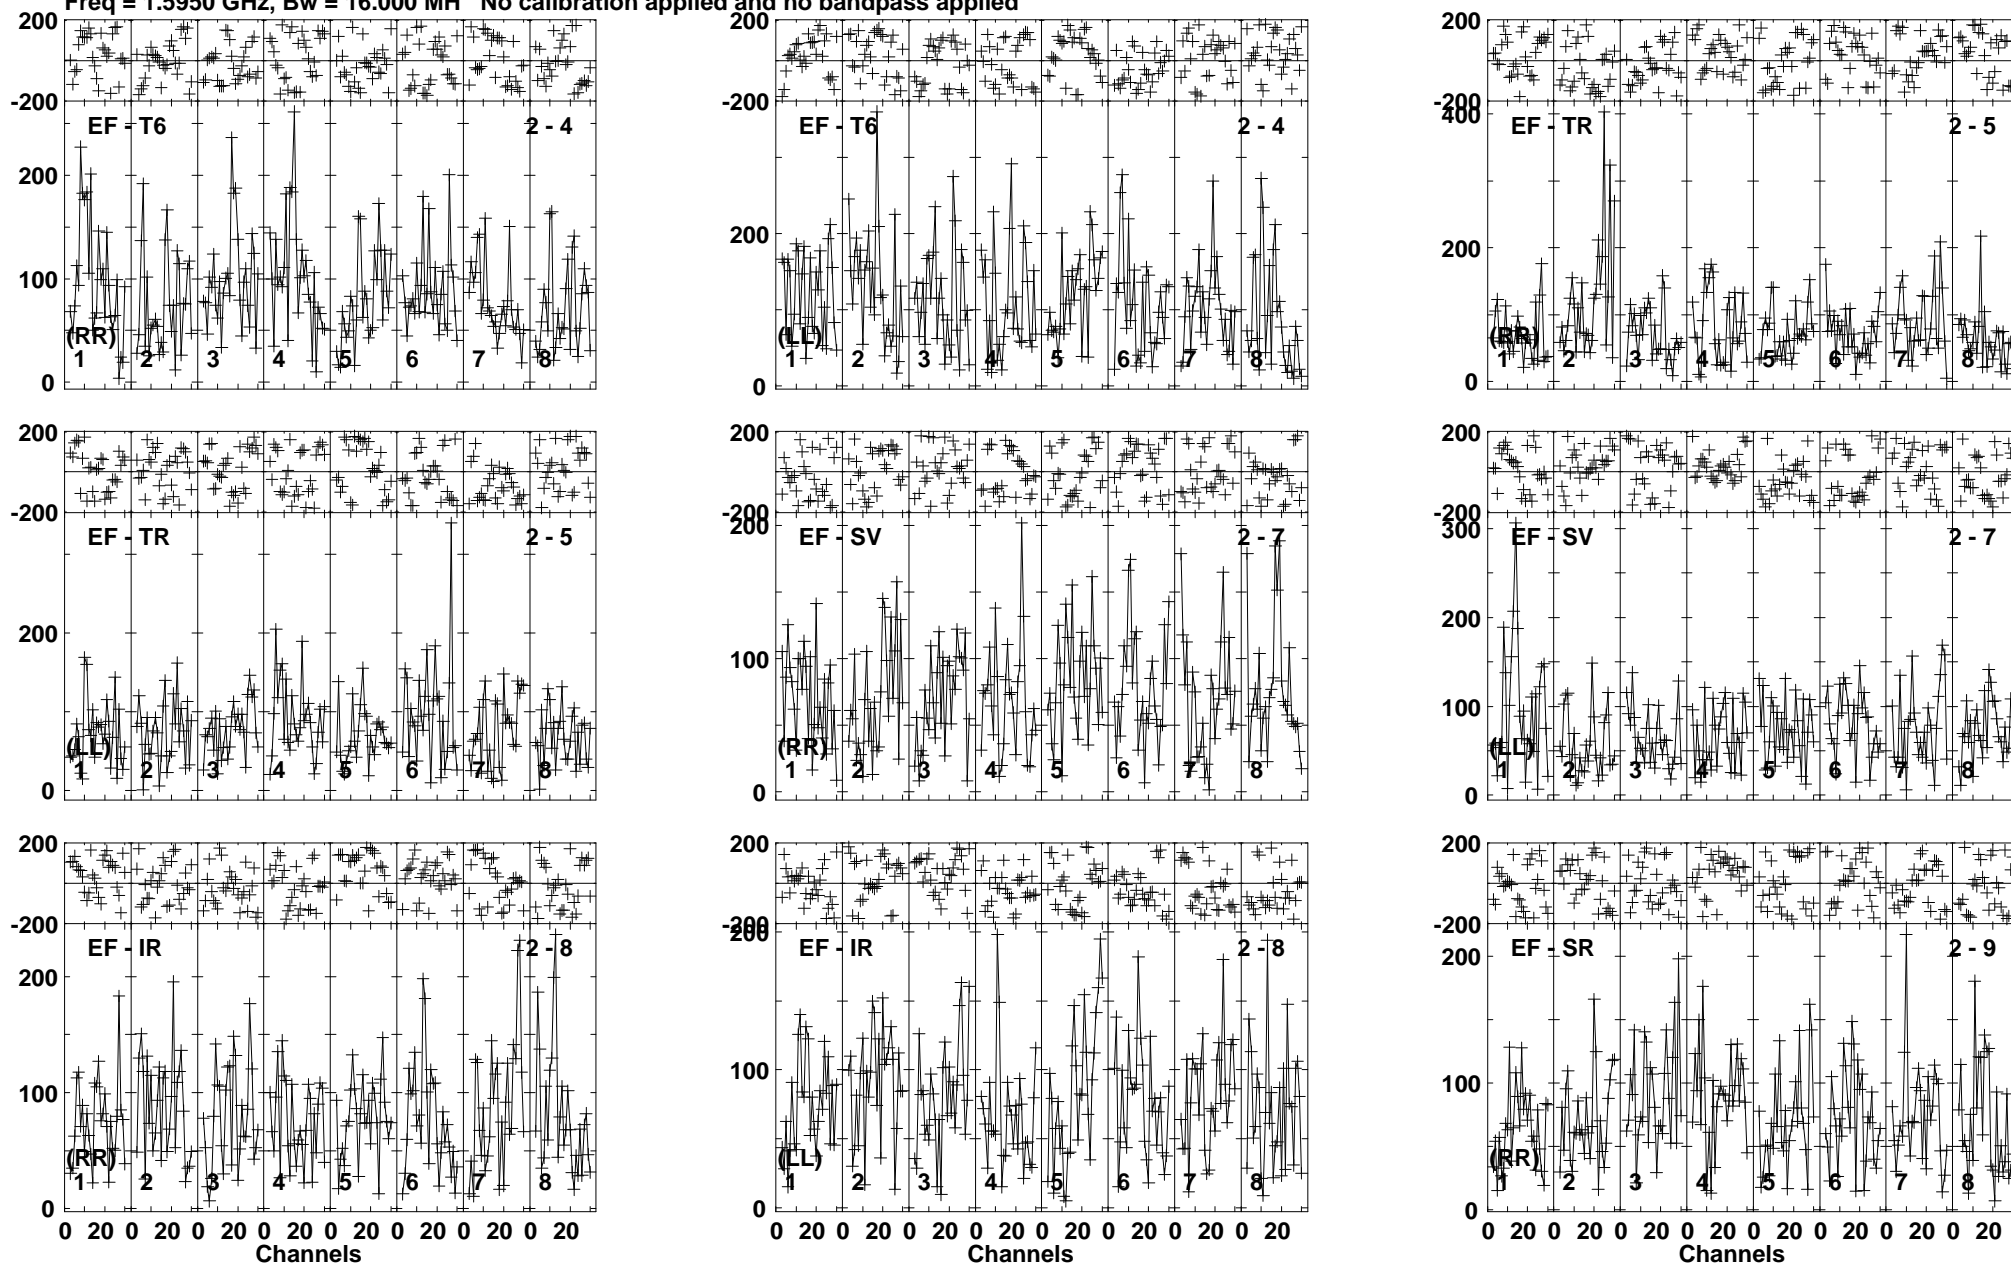 Freq = 1.5950 GHz, Bw = 16.000 MH No calibration applied and no bandpass applied
200 200 200
-200 -200 -200
EF - T6 2 - 4 EF - T6 2 - 4 400 EF - TR 2 - 5
200 200 200
100
(RR) (LL) (RR)
1 2 3 4 5 6 7 8 1 2 3 4 5 6 7 8 1 2 3 4 5 6 7 8
0 0 0
200 200 200
-200 -200 -200
EF - TR 2 - 5 200 EF - SV 2 - 7 300 EF - SV 2 - 7
200 100 200
100
(LL) (RR) (LL)
1 2 3 4 5 6 7 8 1 2 3 4 5 6 7 8 1 2 3 4 5 6 7 8
0 0 0
200 200 200
-200 -200 -200
EF - IR 2 - 8 200 EF - IR 2 - 8 EF - SR 2 - 9
200 200
100 100 100
(RR) (LL) (RR)
1 2 3 4 5 6 7 8 1 2 3 4 5 6 7 8 1 2 3 4 5 6 7 8
0 0 0
0 20 0 20 0 20 0 20 0 20 0 20 0 20 0 20 0 20 0 20 0 20 0 20 0 20 0 20 0 20 0 20 0 20 0 20 0 20 0 20 0 20 0 20 0 20 0 20
Channels Channels Channels